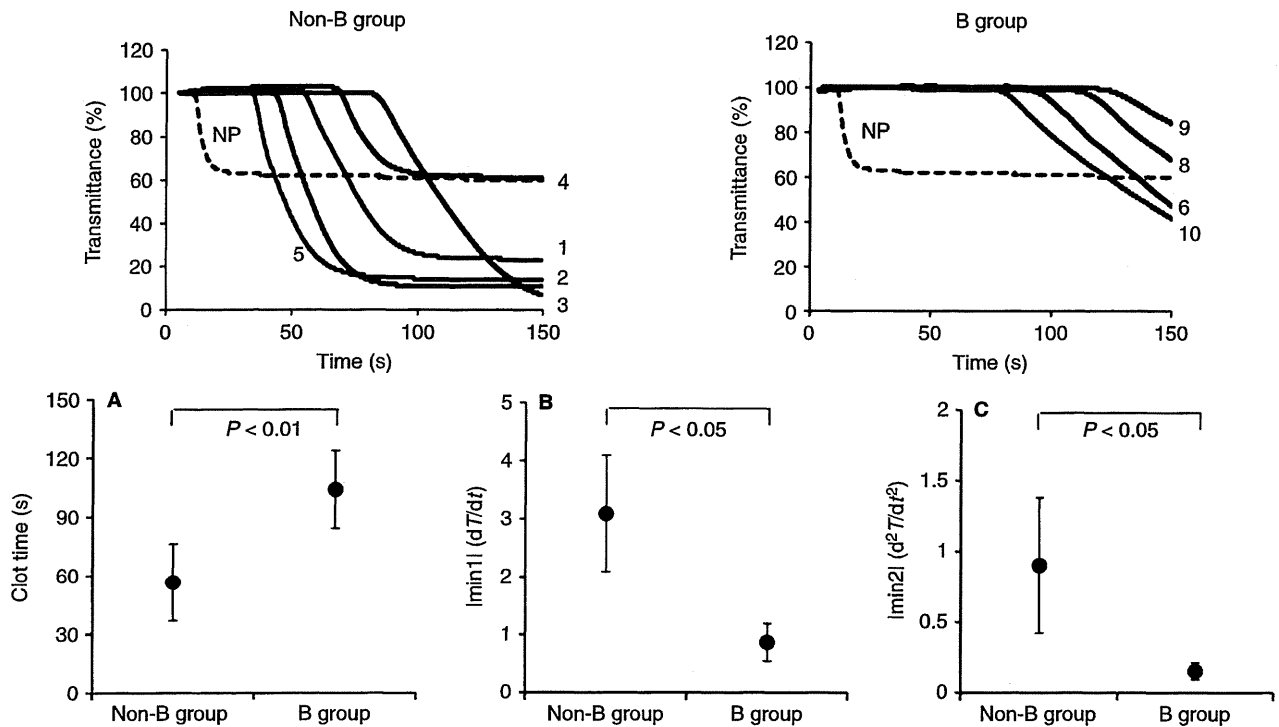 Non-B group
Transmittance (%)
120
100
80
60
40
20
0
NP
5
4
1
2
3
0
50
100
150
Time (s)
B group
Transmittance (%)
120
100
80
60
40
20
0
NP
9
8
6
10
0
50
100
150
Time (s)
A
Clot time (s)
150
120
90
60
30
0
P < 0.01
Non-B group
B group
B
|min1| (dT/dt)
5
4
3
2
1
0
P < 0.05
Non-B group
B group
C
|min2| (d²T/dt²)
2
1.5
1
0.5
0
P < 0.05
Non-B group
B group